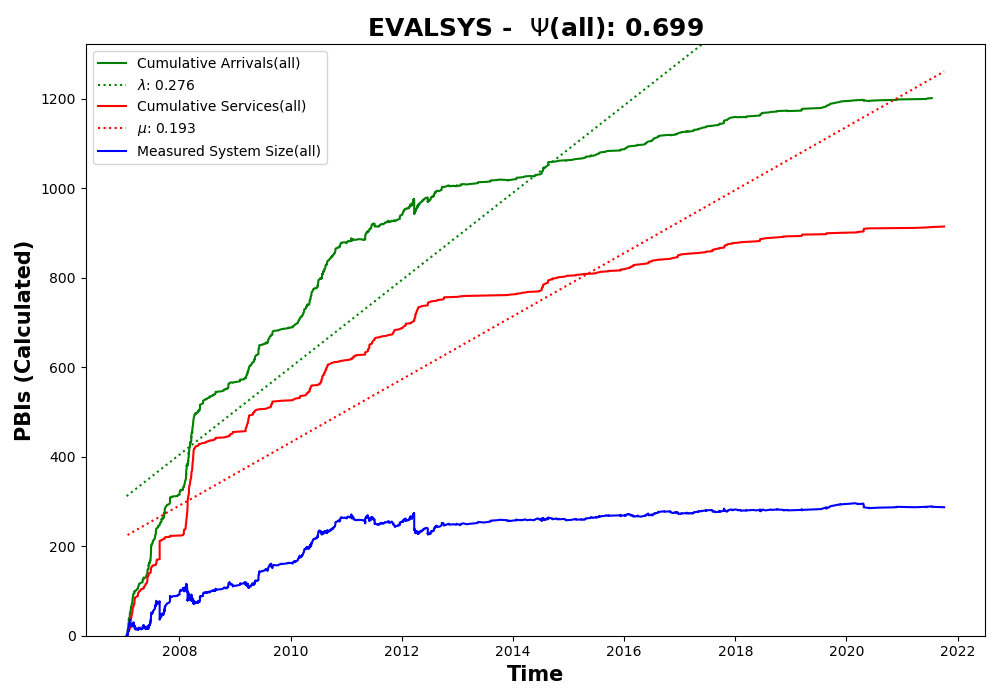 EVALSYS - Ψ(all): 0.699
Cumulative Arrivals(all)
λ: 0.276
Cumulative Services(all)
μ: 0.193
Measured System Size(all)
PBIs (Calculated)
1200
1000
800
600
400
200
0
2008 2010 2012 2014 2016 2018 2020 2022
Time